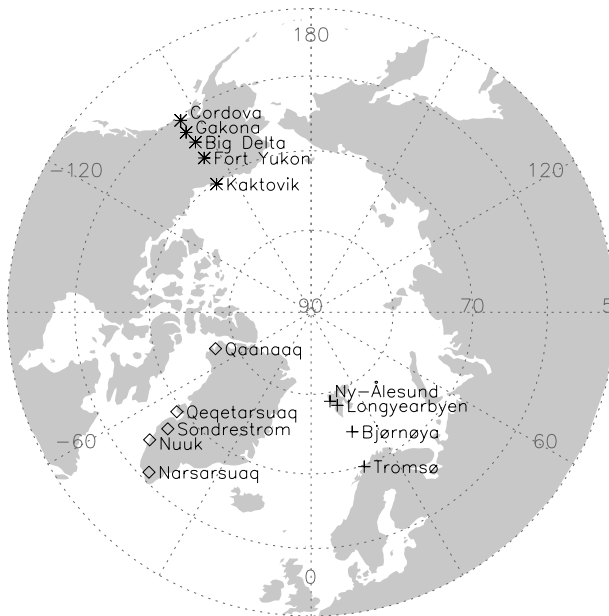 180
Cordova
Gakona
Big Delta
Fort Yukon
-120
120
Kaktovik
90
70
5
Qaanaaq
Ny-Ålesund
Longyearbyen
Qeqetarsuaq
Sondrestrom
Bjørnøya
-60
Nuuk
60
Narsarsuaq
Tromsø
0